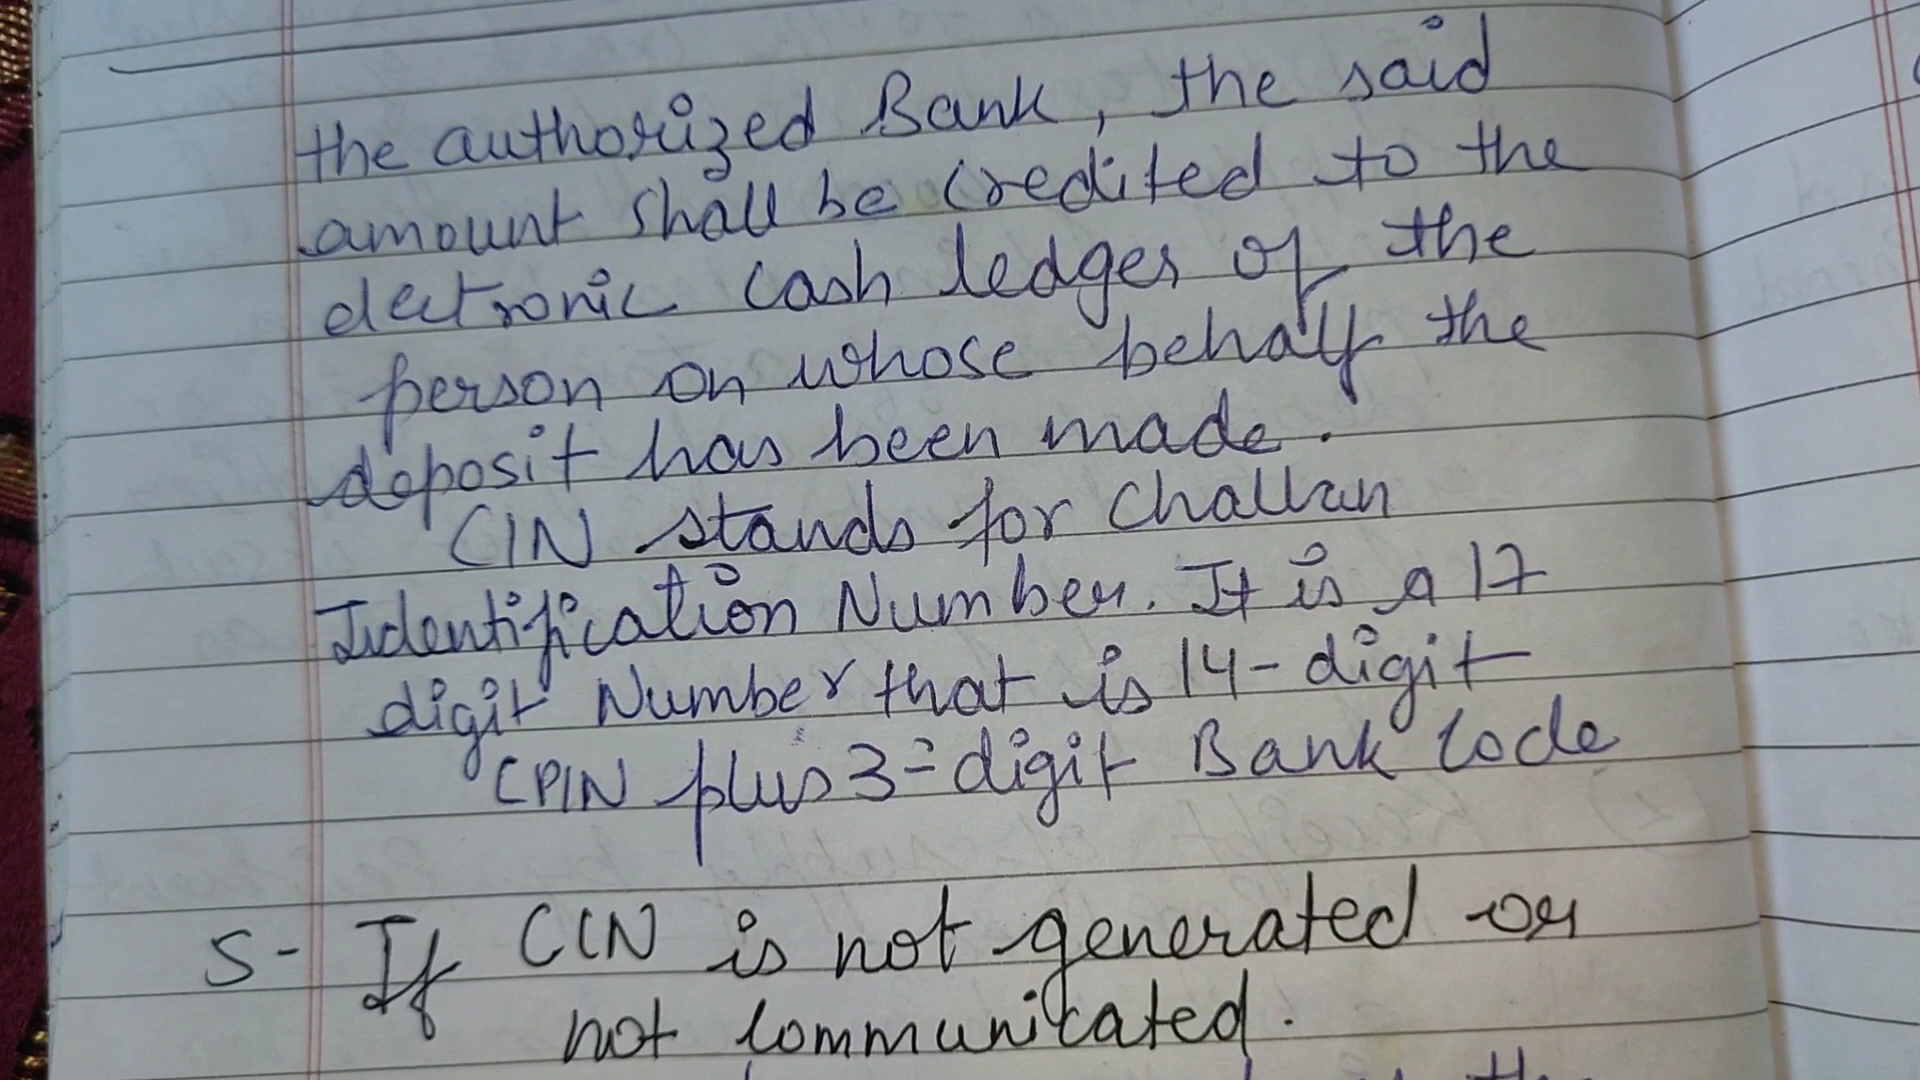 the authorized Bank, the said
amount shall be credited to the
electronic cash ledger of the
person on whose behalf the
deposit has been made.
CIN stands for Challan
Identification Number. It is a 17
digit Number that is 14-digit
CPIN plus 3-digit Bank Code
5- If CIN is not generated or
not communicated.